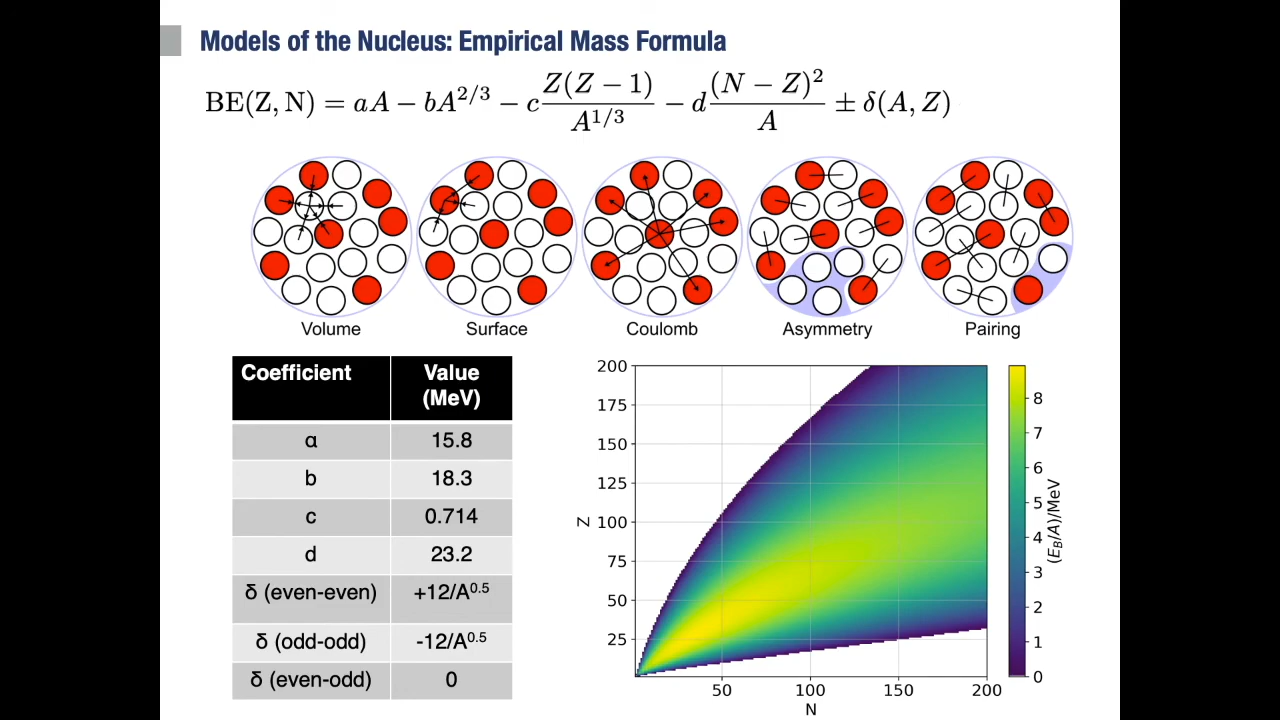 Models of the Nucleus: Empirical Mass Formula
BE(Z, N) = aA − bA^{2/3} − c \frac{Z(Z − 1)}{A^{1/3}} − d \frac{(N − Z)^2}{A} ± δ(A, Z)
Volume Surface Coulomb Asymmetry Pairing
Coefficient Value (MeV)
α 15.8
b 18.3
c 0.714
d 23.2
δ (even-even) +12/A^{0.5}
δ (odd-odd) -12/A^{0.5}
δ (even-odd) 0
200
175
150
125
100
75
50
25
Z
50 100 150 200
N
8
7
6
5
4
3
2
1
0
(E_B/A)/MeV